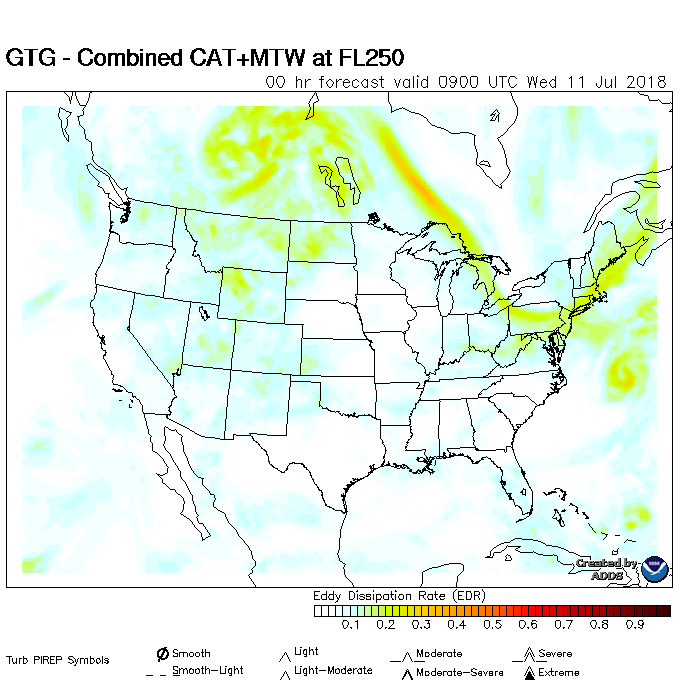 GTG - Combined CAT+MTW at FL250
00 hr forecast valid 0900 UTC Wed 11 Jul 2018
Created by
ADDS
Eddy Dissipation Rate (EDR)
0.1 0.2 0.3 0.4 0.5 0.6 0.7 0.8 0.9
Turb PIREP Symbols
Smooth Light Moderate Severe
Smooth-Light Light-Moderate Moderate-Severe Extreme